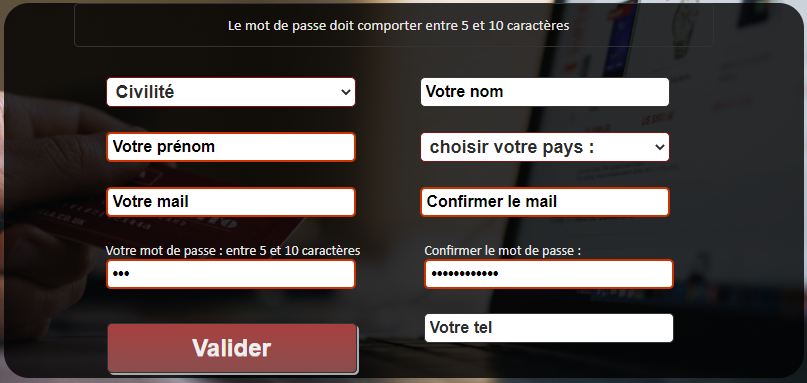 Le mot de passe doit comporter entre 5 et 10 caractères
Civilité
Votre nom
Votre prénom
choisir votre pays :
Votre mail
Confirmer le mail
Votre mot de passe : entre 5 et 10 caractères
Confirmer le mot de passe :
•••
••••••••••••
Valider
Votre tel